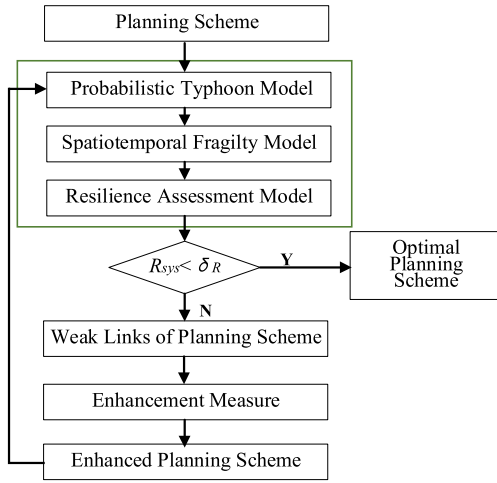 Planning Scheme
Probabilistic Typhoon Model
Spatiotemporal Fragilty Model
Resilience Assessment Model
Rsys< δR
Y
Optimal
Planning
Scheme
N
Weak Links of Planning Scheme
Enhancement Measure
Enhanced Planning Scheme